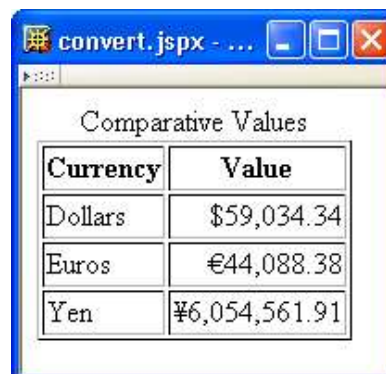 convert.jspx - ...
Comparative Values
Currency Value
Dollars $59,034.34
Euros €44,088.38
Yen ¥6,054,561.91